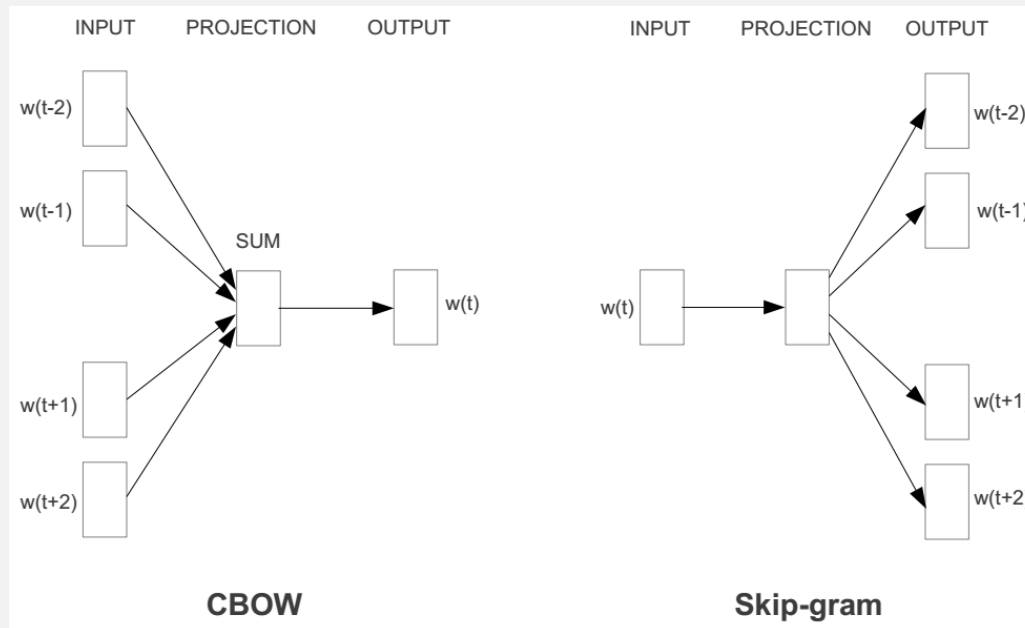 INPUT PROJECTION OUTPUT
w(t-2)
w(t-1)
SUM
w(t)
w(t+1)
w(t+2)
CBOW
INPUT PROJECTION OUTPUT
w(t-2)
w(t-1)
w(t)
w(t+1
w(t+2
Skip-gram